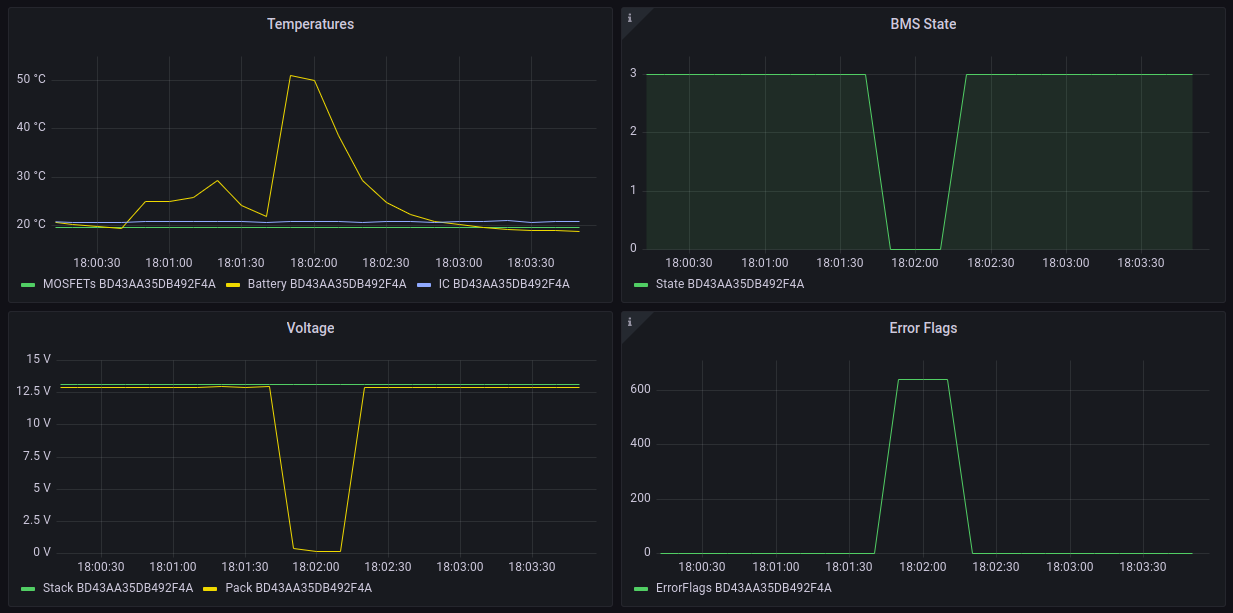 Temperatures
50 °C
40 °C
30 °C
20 °C
18:00:30 18:01:00 18:01:30 18:02:00 18:02:30 18:03:00 18:03:30
MOSFETs BD43AA35DB492F4A Battery BD43AA35DB492F4A IC BD43AA35DB492F4A
i
BMS State
3
2
1
0
18:00:30 18:01:00 18:01:30 18:02:00 18:02:30 18:03:00 18:03:30
State BD43AA35DB492F4A
Voltage
15 V
12.5 V
10 V
7.5 V
5 V
2.5 V
0 V
18:00:30 18:01:00 18:01:30 18:02:00 18:02:30 18:03:00 18:03:30
Stack BD43AA35DB492F4A Pack BD43AA35DB492F4A
i
Error Flags
600
400
200
0
18:00:30 18:01:00 18:01:30 18:02:00 18:02:30 18:03:00 18:03:30
ErrorFlags BD43AA35DB492F4A